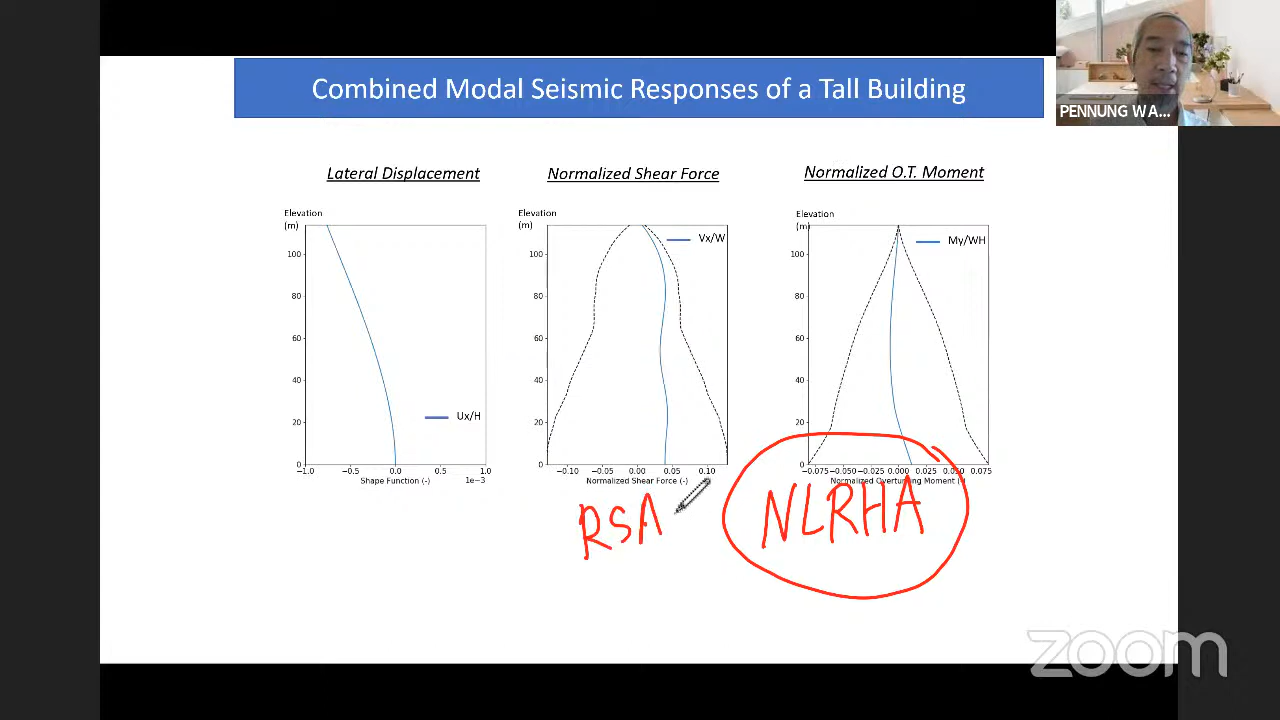 Combined Modal Seismic Responses of a Tall Building
PENNUNG WA...
Lateral Displacement
Elevation
(m)
100
80
60
40
20
0
Ux/H
−1.0 −0.5 0.0 0.5 1.0
Shape Function (-) 1e−3
Normalized Shear Force
Elevation
(m)
Vx/W
100
80
60
40
20
0
−0.10 −0.05 0.00 0.05 0.10
Normalized Shear Force (-)
Normalized O.T. Moment
Elevation
(m)
My/WH
100
80
60
40
20
0
−0.075 −0.050 −0.025 0.000 0.025 0.050 0.075
Normalized Overturning Moment (-)
RSA
NLRHA
zoom